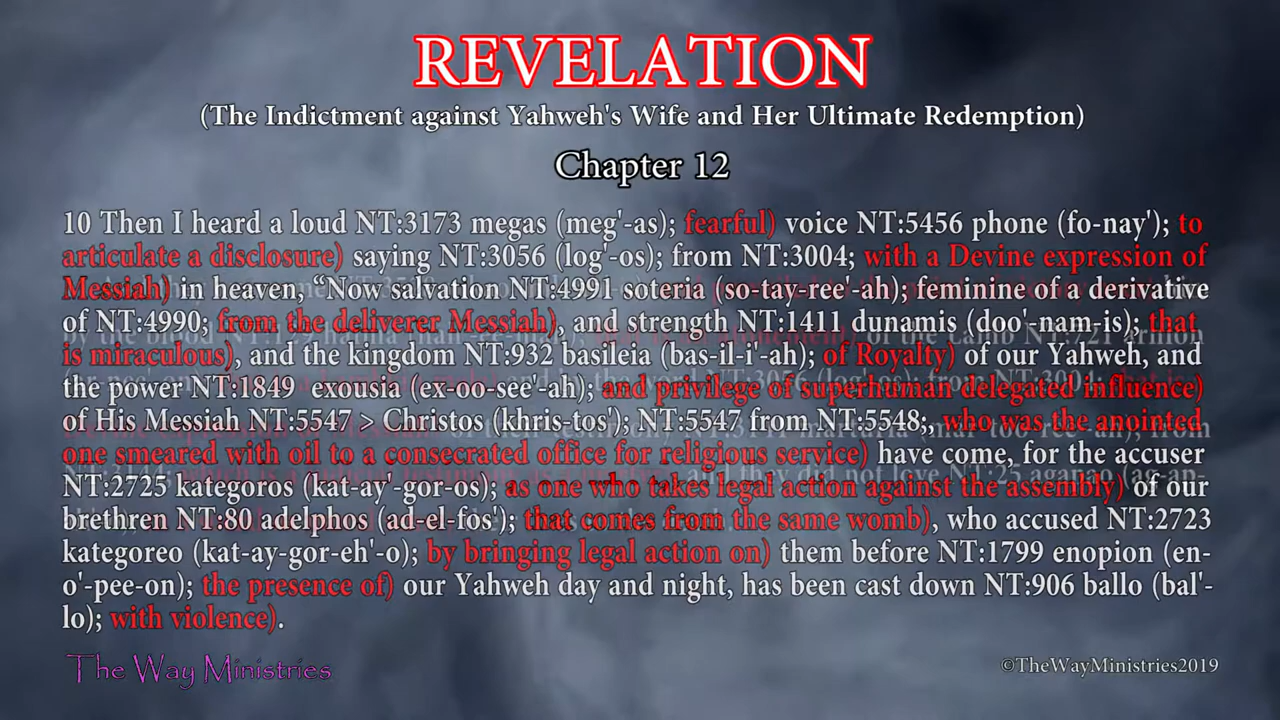 REVELATION
(The Indictment against Yahweh's Wife and Her Ultimate Redemption)
Chapter 12
10 Then I heard a loud NT:3173 megas (meg'-as); fearful) voice NT:5456 phone (fo-nay'); to
articulate a disclosure) saying NT:3056 (log'-os); from NT:3004; with a Devine expression of
Messiah) in heaven, “Now salvation NT:4991 soteria (so-tay-ree'-ah); feminine of a derivative
of NT:4990; from the deliverer Messiah), and strength NT:1411 dunamis (doo'-nam-is); that
is miraculous), and the kingdom NT:932 basileia (bas-il-i'-ah); of Royalty) of our Yahweh, and
the power NT:1849 exousia (ex-oo-see'-ah); and privilege of superhuman delegated influence)
of His Messiah NT:5547 > Christos (khris-tos'); NT:5547 from NT:5548;, who was the anointed
one smeared with oil to a consecrated office for religious service) have come, for the accuser
NT:2725 kategoros (kat-ay'-gor-os); as one who takes legal action against the assembly) of our
brethren NT:80 adelphos (ad-el-fos'); that comes from the same womb), who accused NT:2723
kategoreo (kat-ay-gor-eh'-o); by bringing legal action on) them before NT:1799 enopion (en-
o'-pee-on); the presence of) our Yahweh day and night, has been cast down NT:906 ballo (bal'-
lo); with violence).
The Way Ministries
©TheWayMinistries2019